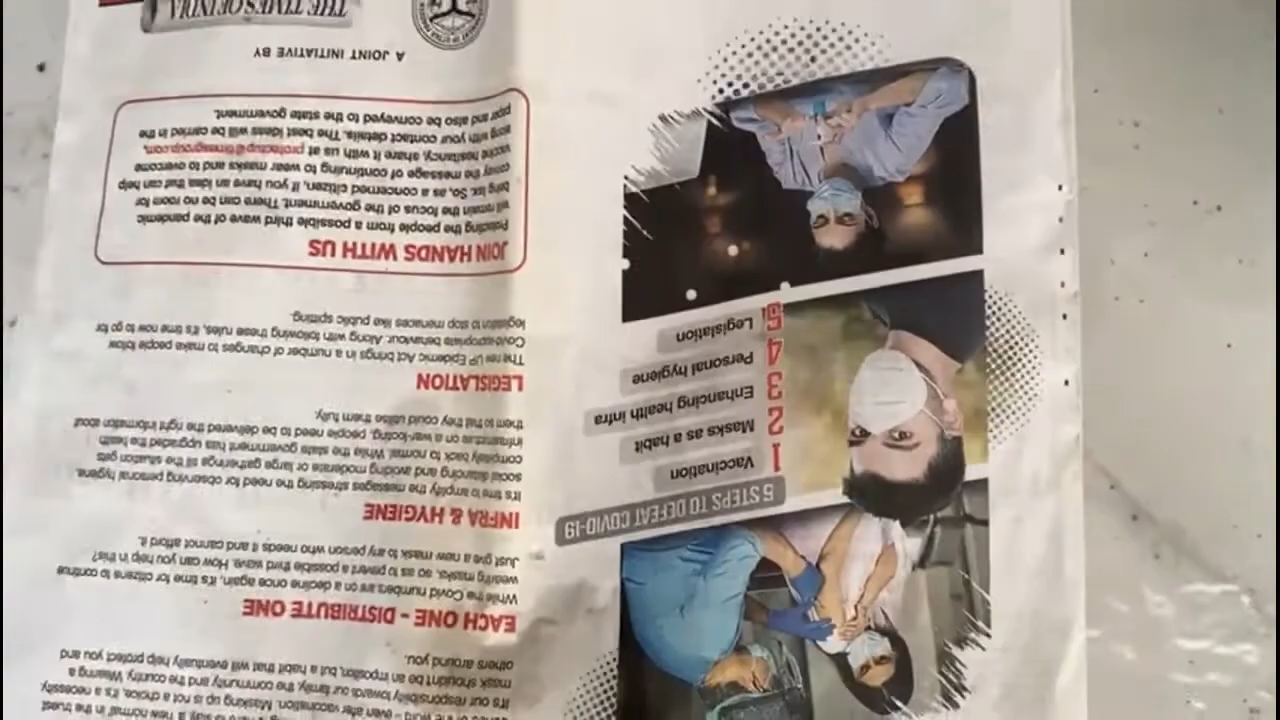 others around you.
mask shouldn't be an imposition, but a habit that will eventually help protect you and
It's our responsibility towards our family, the community and the country. Wearing a
even after vaccination. Masking up is not a choice, it's a necessity.
EACH ONE - DISTRIBUTE ONE
While the Covid numbers are on a decline once again, it's time for citizens to continue
wearing masks, so as to prevent a possible third wave. How can you help in this?
Just give a new mask to any person who needs it and cannot afford it.
INFRA & HYGIENE
It's time to amplify the messages stressing the need for observing personal hygiene,
social distancing and avoiding moderate or large gatherings till the situation gets
completely back to normal. While the state government has upgraded the health
infrastructure on a war-footing, people need to be delivered the right information about
them so that they could utilise them fully.
LEGISLATION
The new UP Epidemic Act brings in a number of changes to make people follow
Covid-appropriate behaviour. Along with following these rules, it's time now to go for
legislation to stop menaces like public spitting.
JOIN HANDS WITH US
Protecting the people from a possible third wave of the pandemic
will remain the focus of the government. There can be no room for
being lax. So, as a concerned citizen, if you have an idea that can help
convey the message of continuing to wear masks and to overcome
vaccine hesitancy, share it with us at protectup@timesgroup.com,
along with your contact details. The best ideas will be carried in the
paper and also be conveyed to the state government.
A JOINT INITIATIVE BY
THE TIMES OF INDIA
5 STEPS TO DEFEAT COVID-19
1 Vaccination
2 Masks as a habit
3 Enhancing health infra
4 Personal hygiene
5 Legislation